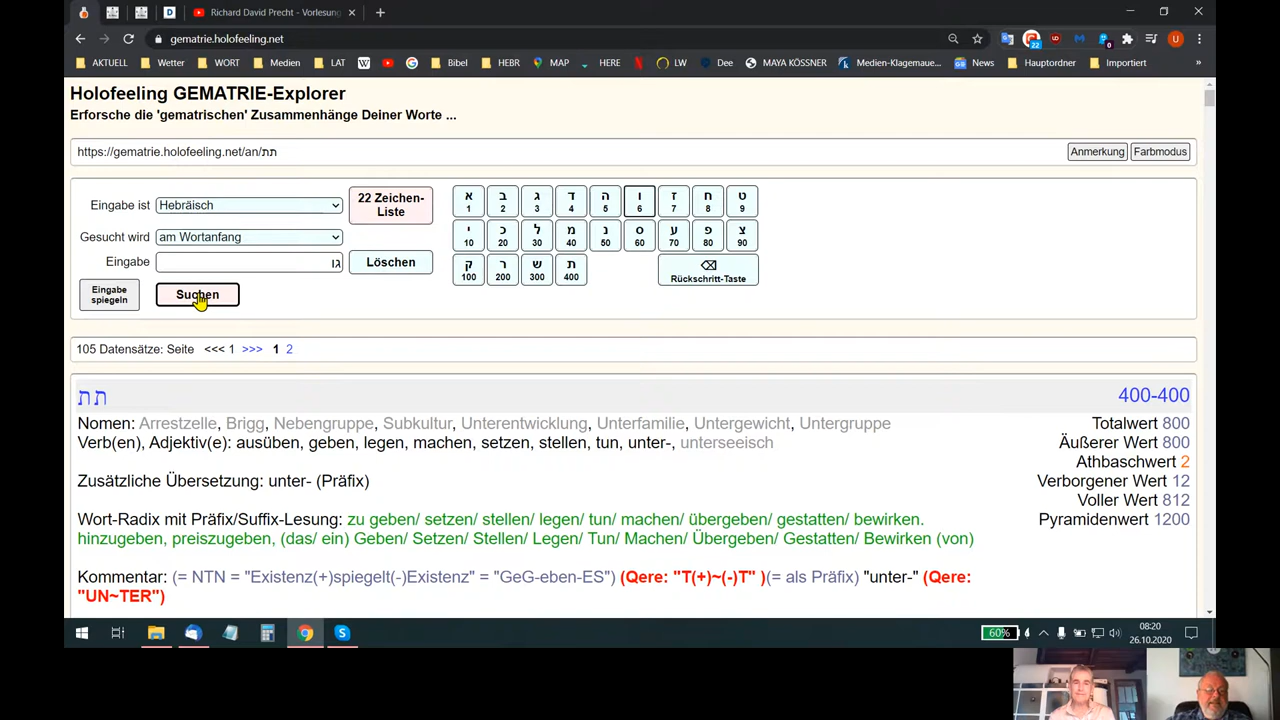 Richard David Precht - Vorlesung
gematrie.holofeeling.net
22
0
U
AKTUELL Wetter WORT Medien LAT W G Bibel HEBR MAP HERE LW Dee MAYA KÖSSNER Medien-Klagemaue... News Hauptordner Importiert »
Holofeeling GEMATRIE-Explorer
Erforsche die 'gematrischen' Zusammenhänge Deiner Worte ...
https://gematrie.holofeeling.net/an/תת
Anmerkung Farbmodus
Eingabe ist Hebräisch
22 Zeichen-
Liste
Gesucht wird am Wortanfang
Eingabe גו
Löschen
Eingabe
spiegeln
Suchen
א ב ג ד ה ו ז ח ט
1 2 3 4 5 6 7 8 9
י כ ל מ נ ס ע פ צ
10 20 30 40 50 60 70 80 90
ק ר ש ת
100 200 300 400
Rückschritt-Taste
105 Datensätze: Seite <<< 1 >>> 1 2
תת 400-400
Nomen: Arrestzelle, Brigg, Nebengruppe, Subkultur, Unterentwicklung, Unterfamilie, Untergewicht, Untergruppe
Verb(en), Adjektiv(e): ausüben, geben, legen, machen, setzen, stellen, tun, unter-, unterseeisch
Zusätzliche Übersetzung: unter- (Präfix)
Wort-Radix mit Präfix/Suffix-Lesung: zu geben/ setzen/ stellen/ legen/ tun/ machen/ übergeben/ gestatten/ bewirken.
hinzugeben, preiszugeben, (das/ ein) Geben/ Setzen/ Stellen/ Legen/ Tun/ Machen/ Übergeben/ Gestatten/ Bewirken (von)
Kommentar: (= NTN = "Existenz(+)spiegelt(-)Existenz" = "GeG-eben-ES") (Qere: "T(+)~(-)T" )(= als Präfix) "unter-" (Qere:
"UN~TER")
Totalwert 800
Äußerer Wert 800
Athbaschwert 2
Verborgener Wert 12
Voller Wert 812
Pyramidenwert 1200
60%
08:20
26.10.2020